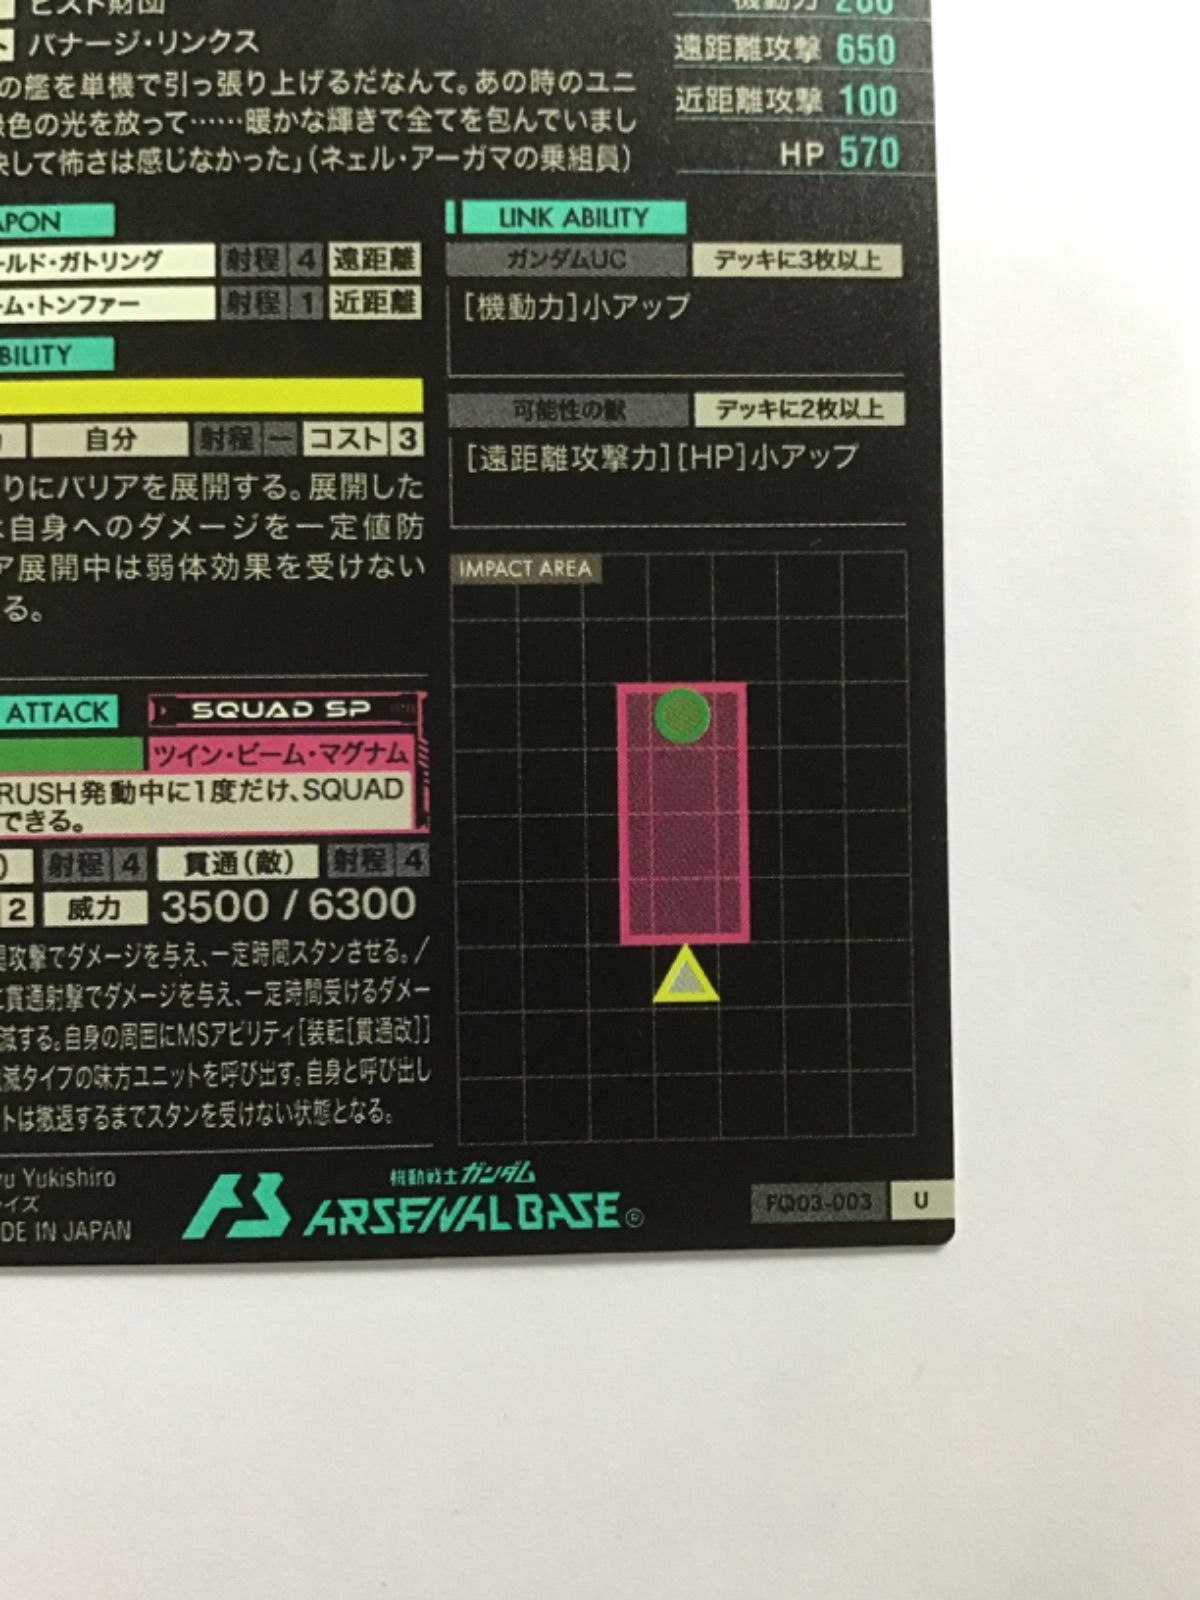 ビスト財団
バナージ・リンクス
の艦を単機で引っ張り上げるだなんて。あの時のユニ
色の光を放って……暖かな輝きで全てを包んでいまし
して怖さは感じなかった」(ネェル・アーガマの乗組員)
機動力 280
遠距離攻撃 650
近距離攻撃 100
HP 570
APON
ールド・ガトリング 射程 4 遠距離
ーム・トンファー 射程 1 近距離
BILITY
自分 射程 ー コスト 3
りにバリアを展開する。展開した
は自身へのダメージを一定値防
ア展開中は弱体効果を受けない
る。
LINK ABILITY
ガンダムUC デッキに3枚以上
[機動力]小アップ
可能性の獣 デッキに2枚以上
[遠距離攻撃力][HP]小アップ
IMPACT AREA
ATTACK
SQUAD SP
ツイン・ビーム・マグナム
RUSH発動中に1度だけ、SQUAD
できる。
) 射程 4 貫通(敵) 射程 4
2 威力 3500 / 6300
攻撃でダメージを与え、一定時間スタンさせる。/
に貫通射撃でダメージを与え、一定時間受けるダメー
減する。自身の周囲にMSアビリティ[装転[貫通改]]
滅タイプの味方ユニットを呼び出す。自身と呼び出し
トは撤退するまでスタンを受けない状態となる。
yu Yukishiro
イズ
DE IN JAPAN
機動戦士ガンダム
ARSENAL BASE®
FQ03-003 U